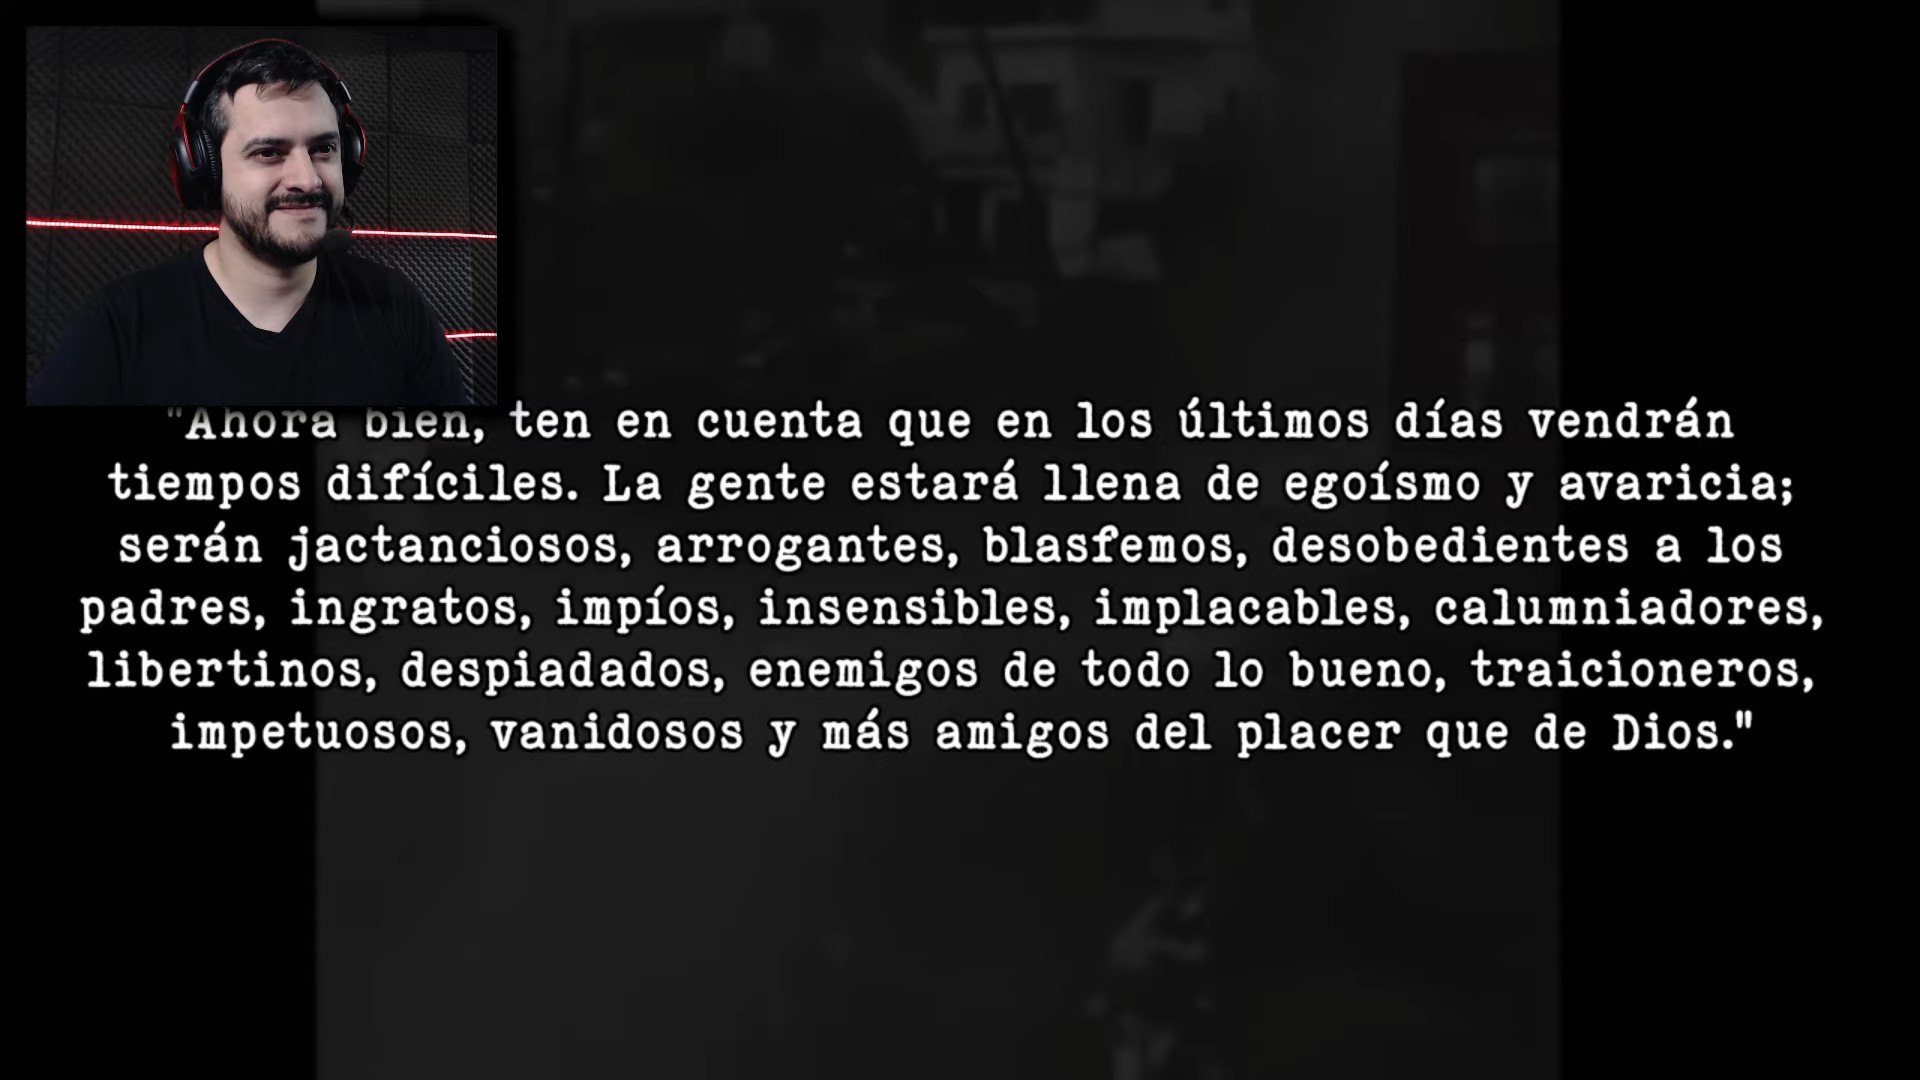 "Ahora bien, ten en cuenta que en los últimos días vendrán
tiempos difíciles. La gente estará llena de egoísmo y avaricia;
serán jactanciosos, arrogantes, blasfemos, desobedientes a los
padres, ingratos, impíos, insensibles, implacables, calumniadores,
libertinos, despiadados, enemigos de todo lo bueno, traicioneros,
impetuosos, vanidosos y más amigos del placer que de Dios."